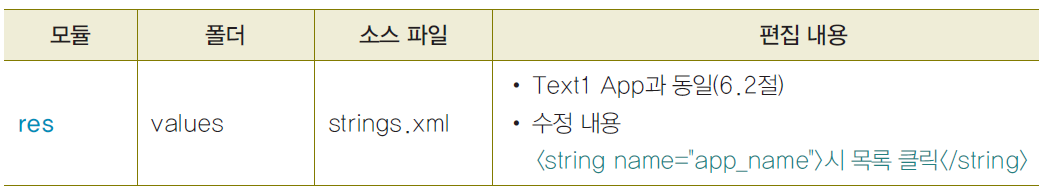 모듈 폴더 소스 파일 편집 내용
• Text1 App과 동일(6.2절)
res values strings.xml • 수정 내용
<string name="app_name">시 목록 클릭</string>